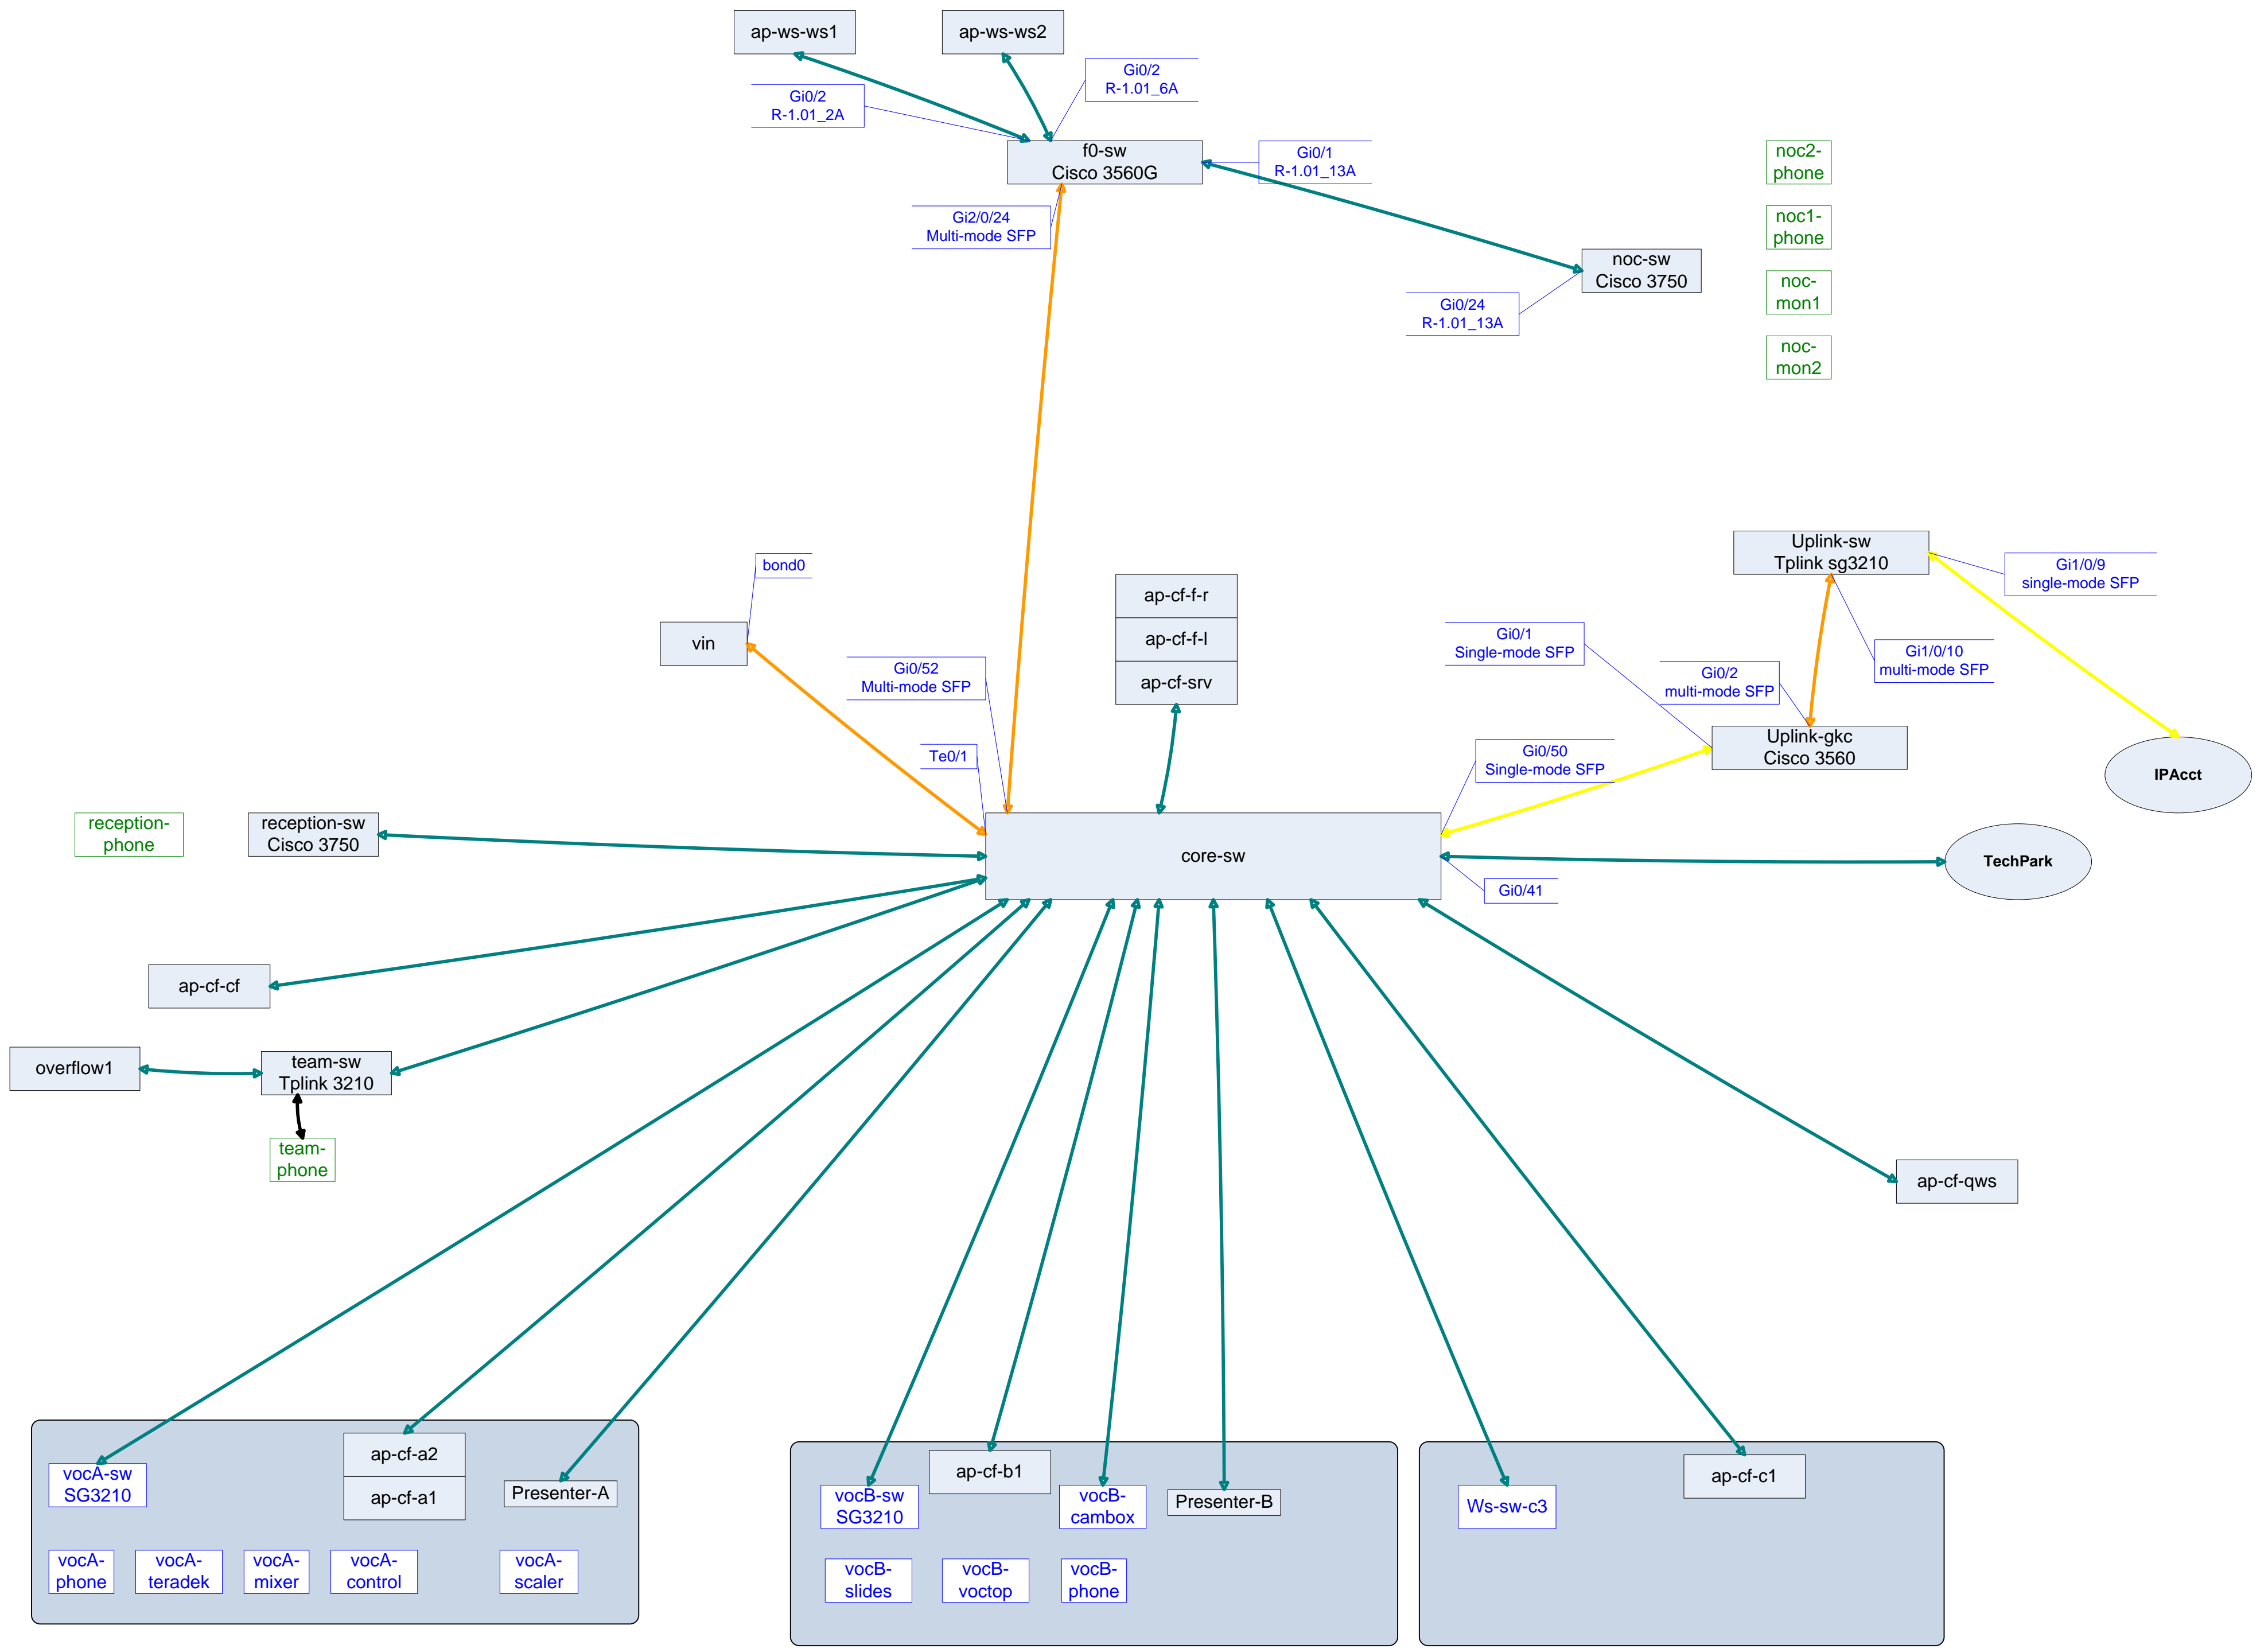 ap-ws-ws1
ap-ws-ws2
Gi0/2
R-1.01_6A
Gi0/2
R-1.01_2A
f0-sw
Cisco 3560G
Gi0/1
R-1.01_13A
noc2-
phone
Gi2/0/24
Multi-mode SFP
noc1-
phone
noc-sw
Cisco 3750
noc-
mon1
Gi0/24
R-1.01_13A
noc-
mon2
Uplink-sw
Tplink sg3210
bond0
Gi1/0/9
single-mode SFP
ap-cf-f-r
ap-cf-f-l
ap-cf-srv
vin
Gi0/1
Single-mode SFP
Gi1/0/10
multi-mode SFP
Gi0/52
Multi-mode SFP
Gi0/2
multi-mode SFP
Te0/1
Gi0/50
Single-mode SFP
Uplink-gkc
Cisco 3560
IPAcct
reception-
phone
reception-sw
Cisco 3750
core-sw
TechPark
Gi0/41
ap-cf-cf
overflow1
team-sw
Tplink 3210
team-
phone
ap-cf-qws
ap-cf-a2
ap-cf-a1
vocA-sw
SG3210
Presenter-A
vocA-
phone
vocA-
teradek
vocA-
mixer
vocA-
control
vocA-
scaler
ap-cf-b1
vocB-sw
SG3210
vocB-
cambox
Presenter-B
vocB-
slides
vocB-
voctop
vocB-
phone
ap-cf-c1
Ws-sw-c3